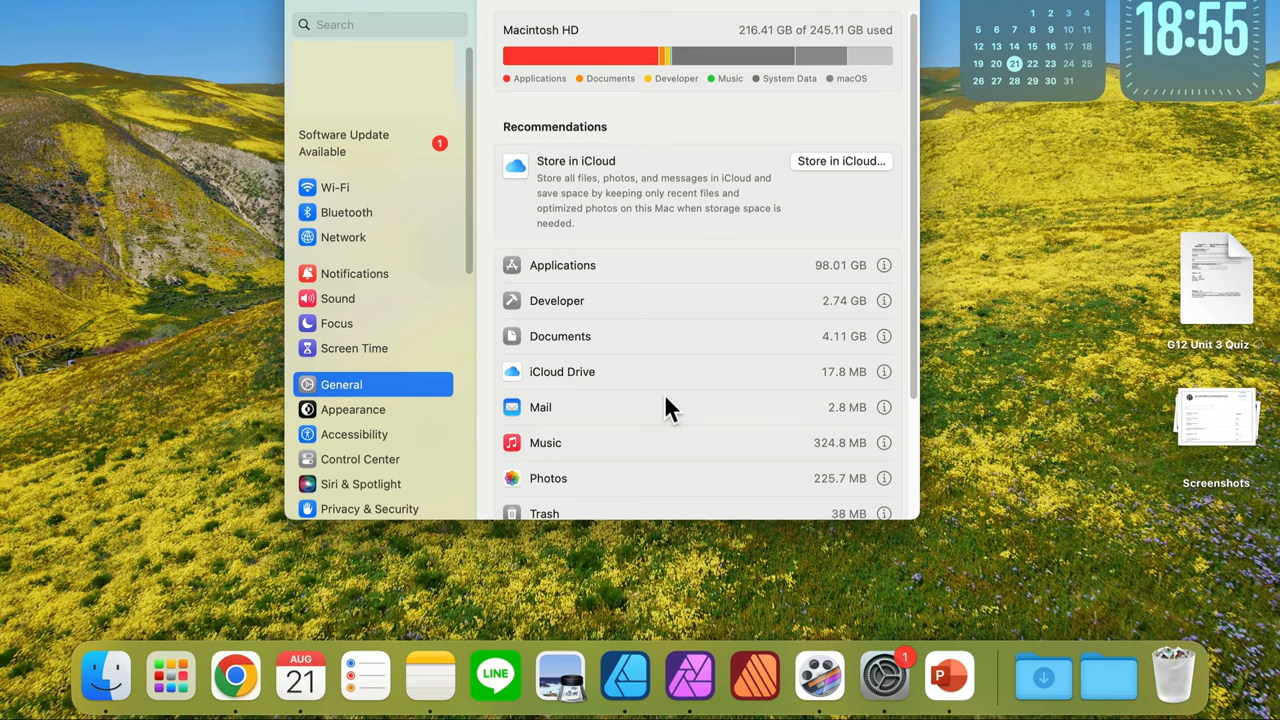 Search
Software Update
Available
1
Wi-Fi
Bluetooth
Network
Notifications
Sound
Focus
Screen Time
General
Appearance
Accessibility
Control Center
Siri & Spotlight
Privacy & Security
Macintosh HD
216.41 GB of 245.11 GB used
Applications Documents Developer Music System Data macOS
Recommendations
Store in iCloud
Store in iCloud...
Store all files, photos, and messages in iCloud and
save space by keeping only recent files and
optimized photos on this Mac when storage space is
needed.
Applications 98.01 GB
Developer 2.74 GB
Documents 4.11 GB
iCloud Drive 17.8 MB
Mail 2.8 MB
Music 324.8 MB
Photos 225.7 MB
Trash 38 MB
1 2 3 4
5 6 7 8 9 10 11
12 13 14 15 16 17 18
19 20 21 22 23 24 25
26 27 28 29 30 31
18:55
G12 Unit 3 Quiz
Screenshots
AUG
21
LINE
1
P